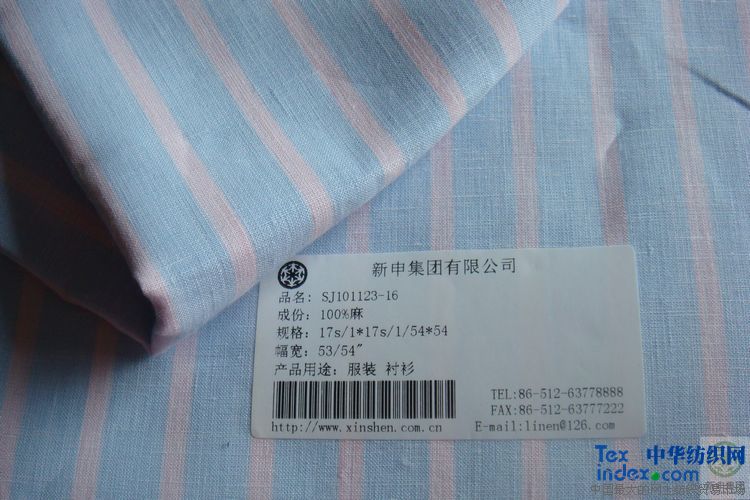 新申集团有限公司
品名: SJ101123-16
成份: 100%麻
规格: 17s/1*17s/1/54*54
幅宽: 53/54"
产品用途: 服装 衬衫
TEL:86-512-63778888
FAX:86-512-63777222
http://www.xinshen.com.cn
E-mail:linen@126.com
Tex 中华纺织网
index.com